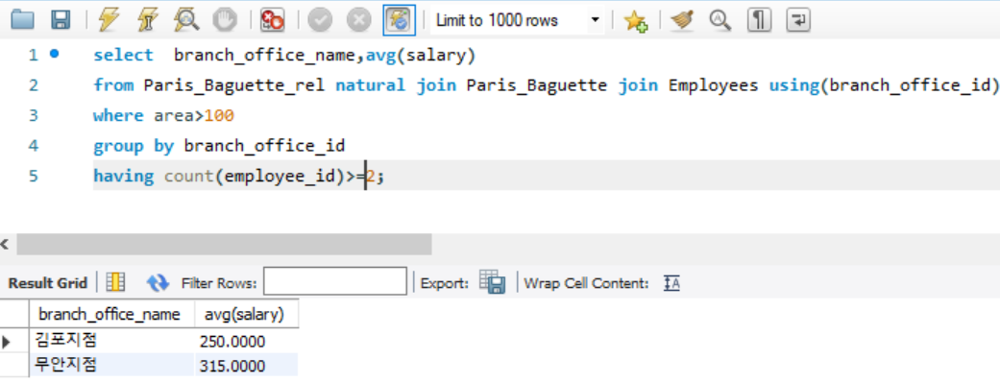 Limit to 1000 rows
1 select branch_office_name,avg(salary)
2 from Paris_Baguette_rel natural join Paris_Baguette join Employees using(branch_office_id)
3 where area>100
4 group by branch_office_id
5 having count(employee_id)>=2;
Result Grid Filter Rows: Export: Wrap Cell Content: IA
branch_office_name avg(salary)
김포지점 250.0000
무안지점 315.0000